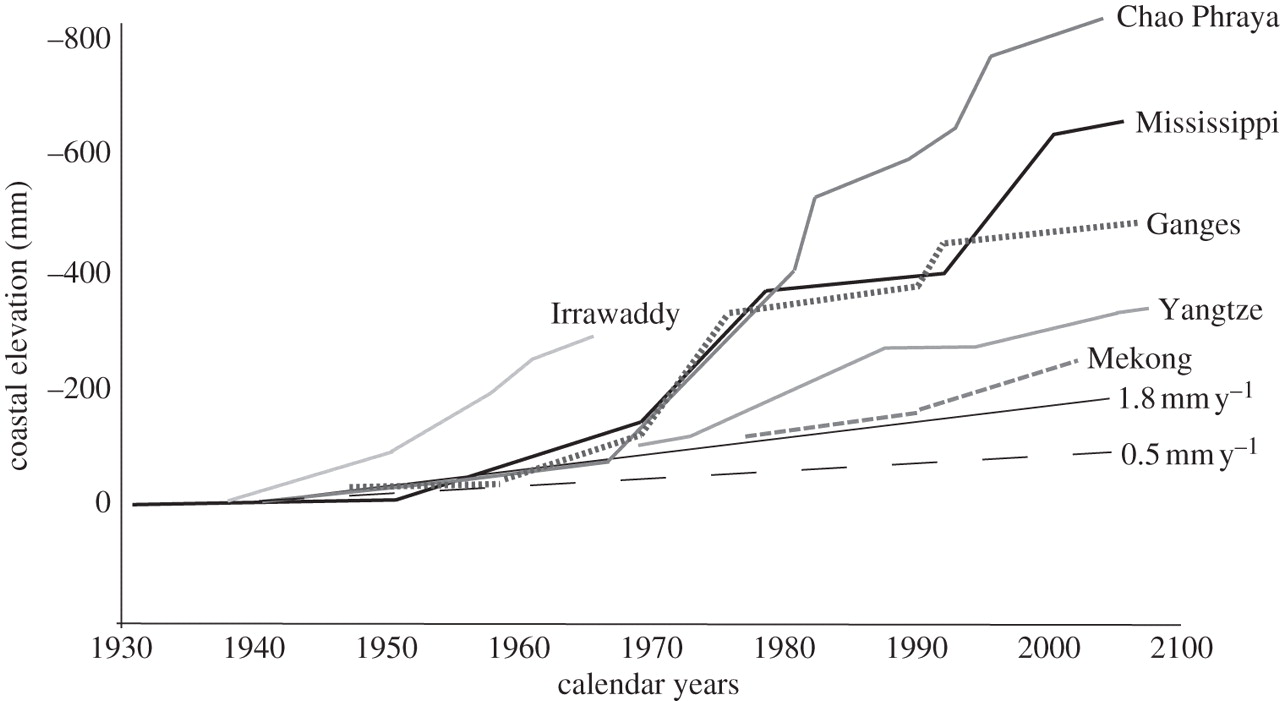 coastal elevation (mm)
–800
–600
–400
–200
0
Chao Phraya
Mississippi
Ganges
Irrawaddy
Yangtze
Mekong
1.8 mm y⁻¹
0.5 mm y⁻¹
1930 1940 1950 1960 1970 1980 1990 2000 2100
calendar years